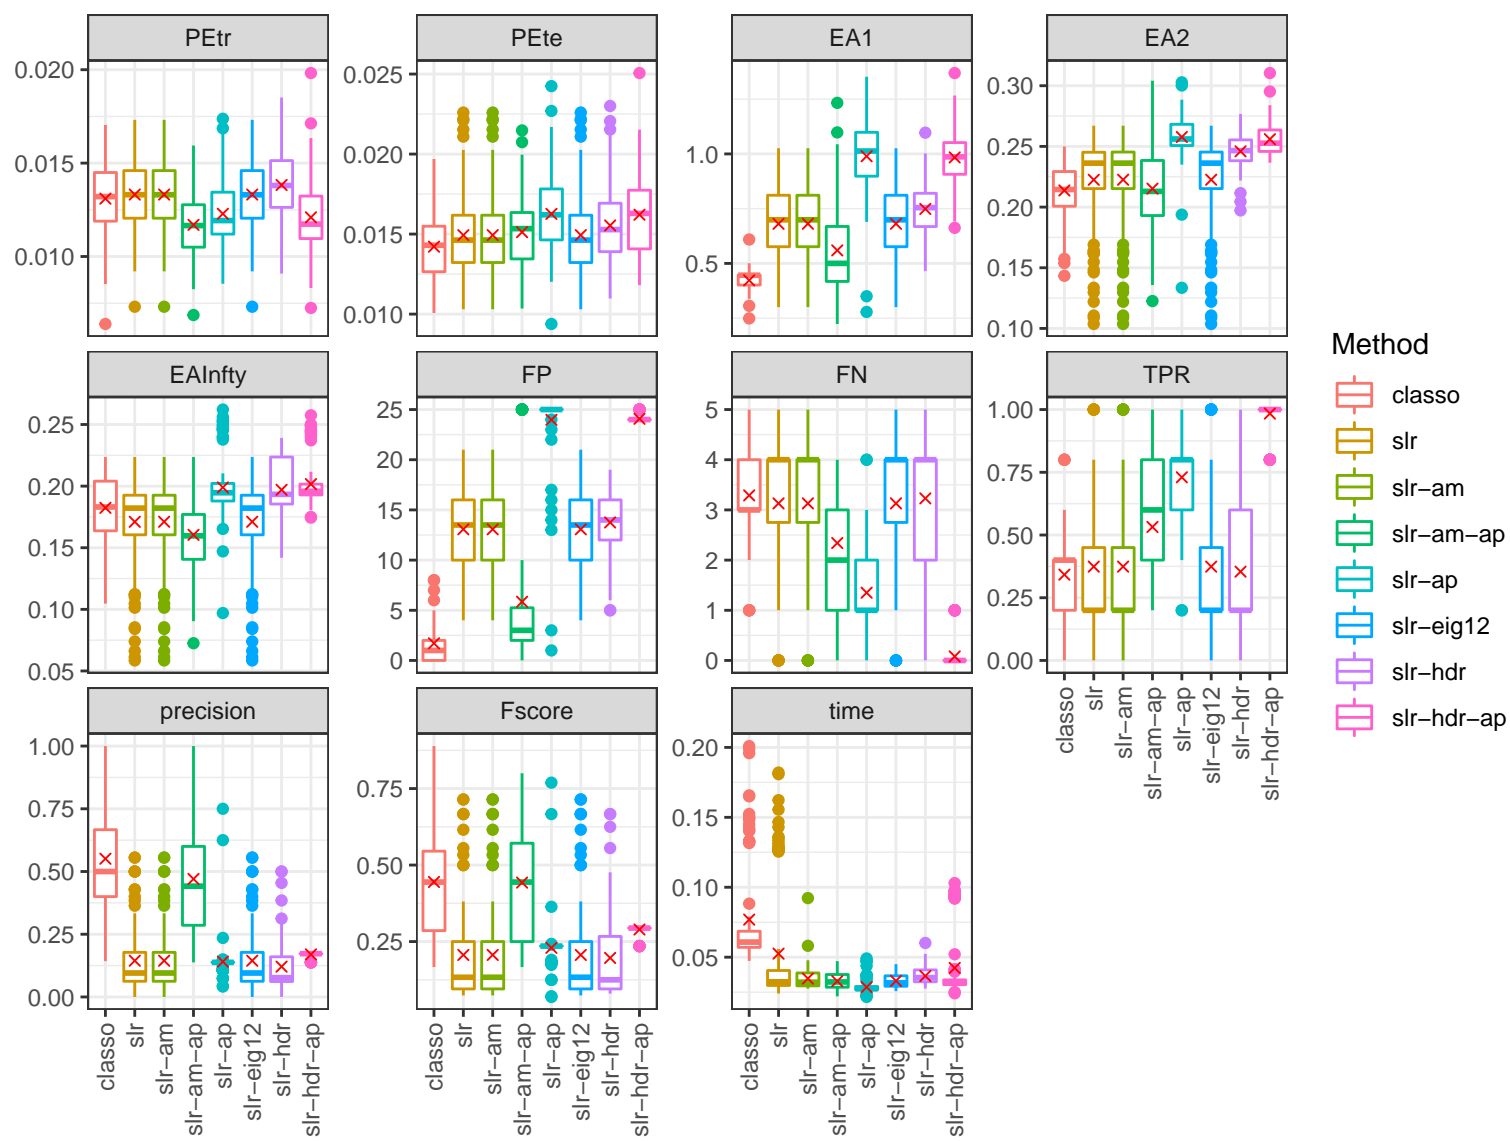 PEtr
PEte
EA1
EA2
0.020
0.015
0.010
0.025
0.020
0.015
0.010
1.0
0.5
0.30
0.25
0.20
0.15
0.10
EAInfty
FP
FN
TPR
0.25
0.20
0.15
0.10
0.05
25
20
15
10
5
0
5
4
3
2
1
0
1.00
0.75
0.50
0.25
0.00
classo
slr
slr-am
slr-am-ap
slr-ap
slr-eig12
slr-hdr
slr-hdr-ap
precision
Fscore
time
1.00
0.75
0.50
0.25
0.00
0.75
0.50
0.25
0.20
0.15
0.10
0.05
classo
slr
slr-am
slr-am-ap
slr-ap
slr-eig12
slr-hdr
slr-hdr-ap
classo
slr
slr-am
slr-am-ap
slr-ap
slr-eig12
slr-hdr
slr-hdr-ap
classo
slr
slr-am
slr-am-ap
slr-ap
slr-eig12
slr-hdr
slr-hdr-ap
Method
classo
slr
slr-am
slr-am-ap
slr-ap
slr-eig12
slr-hdr
slr-hdr-ap